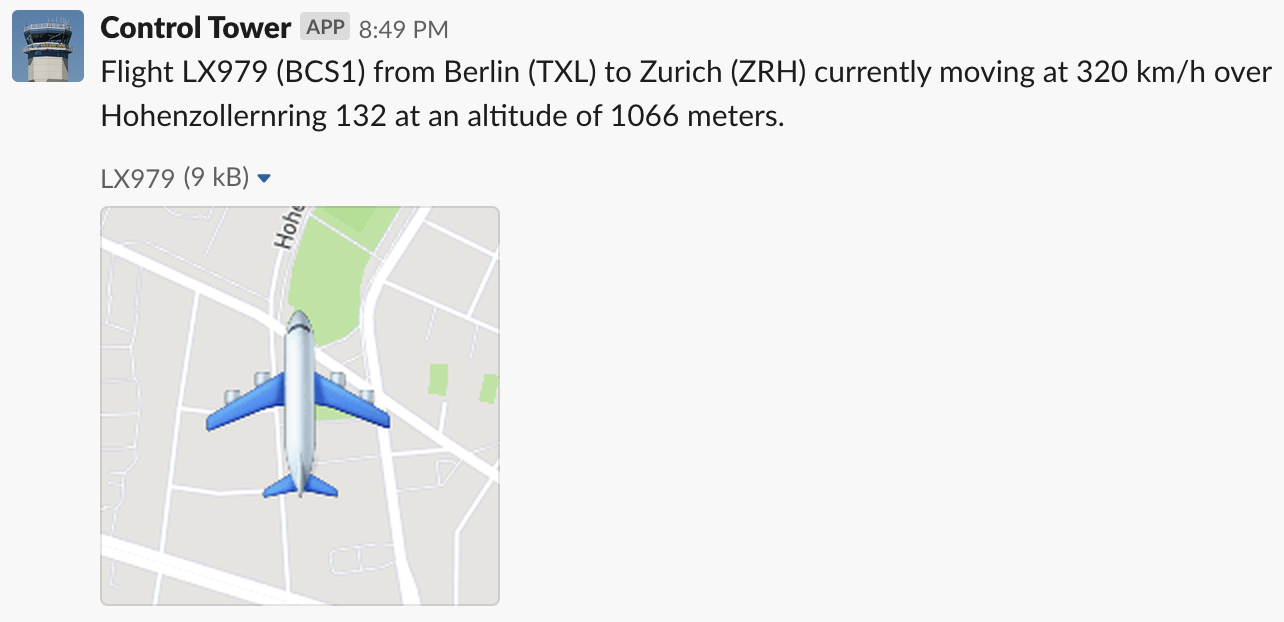 Control Tower APP 8:49 PM
Flight LX979 (BCS1) from Berlin (TXL) to Zurich (ZRH) currently moving at 320 km/h over
Hohenzollernring 132 at an altitude of 1066 meters.
LX979 (9 kB)
Hohe